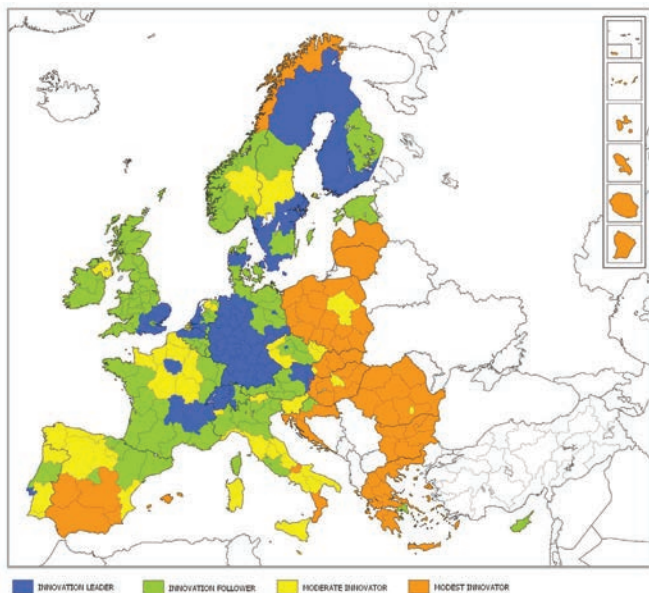 INNOVATION LEADER
INNOVATION FOLLOWER
MODERATE INNOVATOR
MODEST INNOVATOR